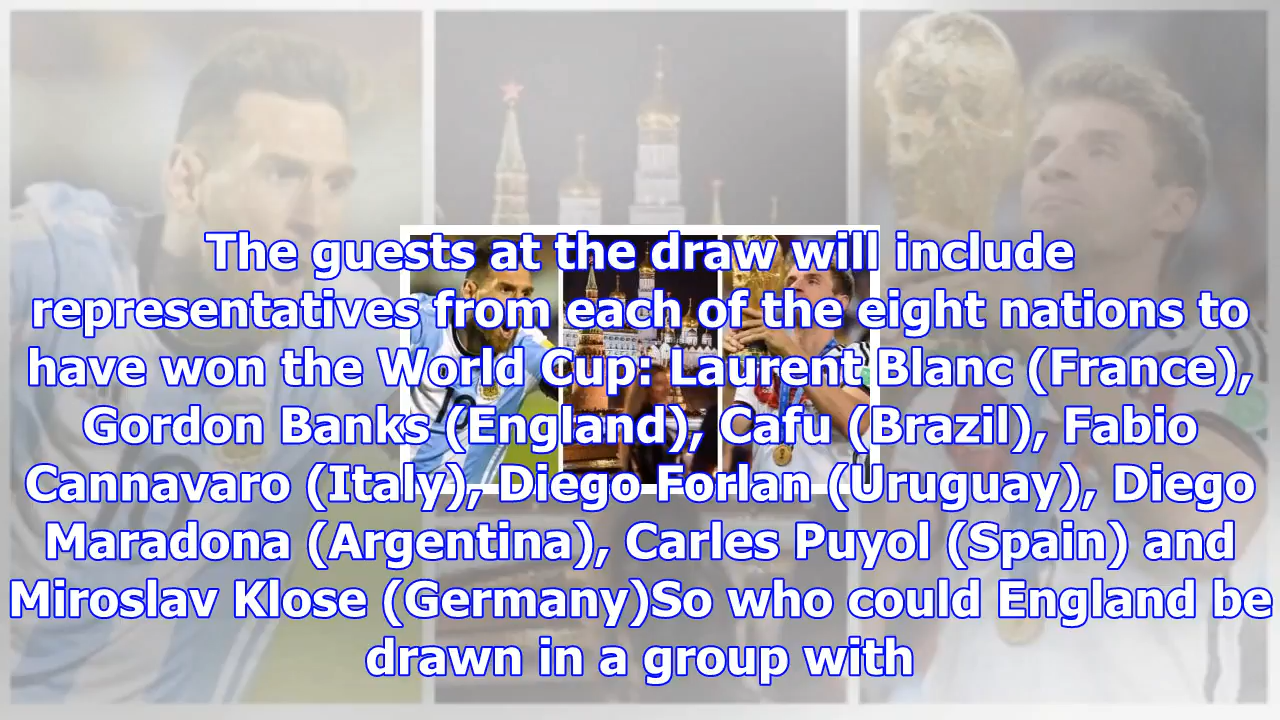 The guests at the draw will include
representatives from each of the eight nations to
have won the World Cup: Laurent Blanc (France),
Gordon Banks (England), Cafu (Brazil), Fabio
Cannavaro (Italy), Diego Forlan (Uruguay), Diego
Maradona (Argentina), Carles Puyol (Spain) and
Miroslav Klose (Germany)So who could England be
drawn in a group with